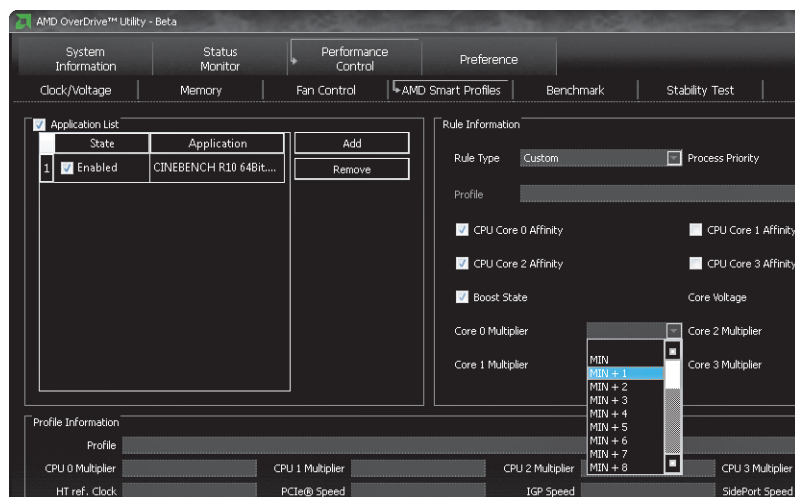 AMD OverDrive™ Utility - Beta
System Information
Status Monitor
Performance Control
Preference
Clock/Voltage
Memory
Fan Control
AMD Smart Profiles
Benchmark
Stability Test
Application List
State Application
1 Enabled CINEBENCH R10 64Bit....
Add
Remove
Rule Information
Rule Type Custom Process Priority
Profile
CPU Core 0 Affinity CPU Core 1 Affinity
CPU Core 2 Affinity CPU Core 3 Affinity
Boost State Core Voltage
Core 0 Multiplier Core 2 Multiplier
Core 1 Multiplier Core 3 Multiplier
MIN
MIN + 1
MIN + 2
MIN + 3
MIN + 4
MIN + 5
MIN + 6
MIN + 7
MIN + 8
Profile Information
Profile
CPU 0 Multiplier CPU 1 Multiplier CPU 2 Multiplier CPU 3 Multiplier
HT ref. Clock PCIe® Speed IGP Speed SidePort Speed